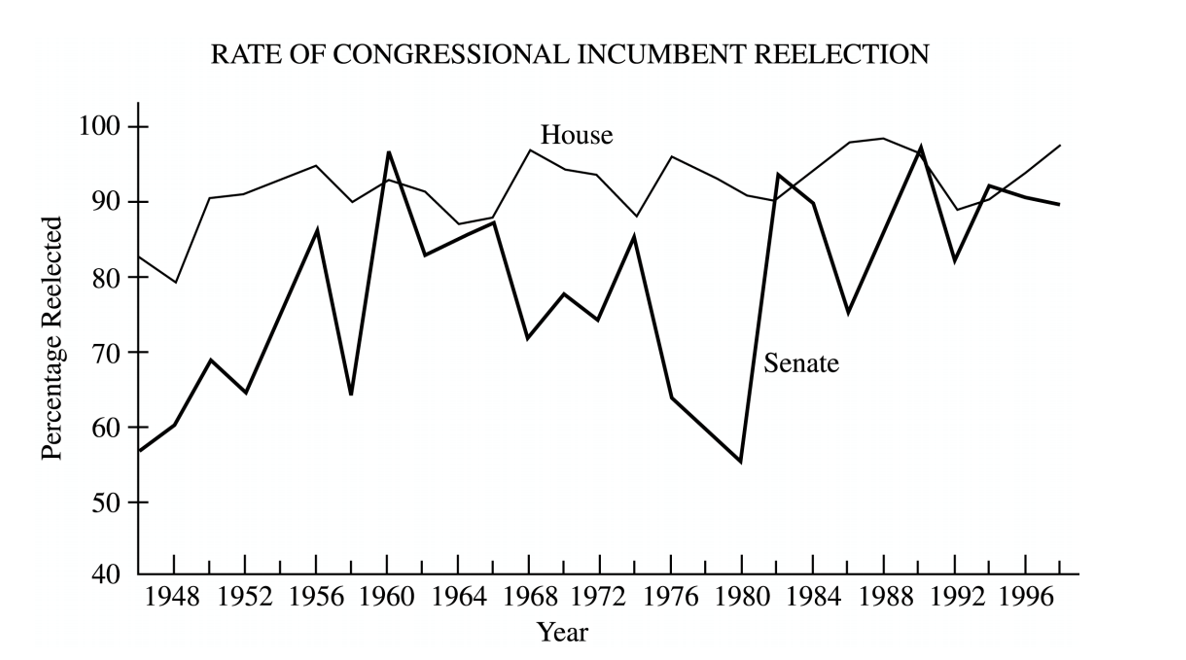 RATE OF CONGRESSIONAL INCUMBENT REELECTION
100
House
90
80
70
Senate
60
50
40
Percentage Reelected
1948 1952 1956 1960 1964 1968 1972 1976 1980 1984 1988 1992 1996
Year